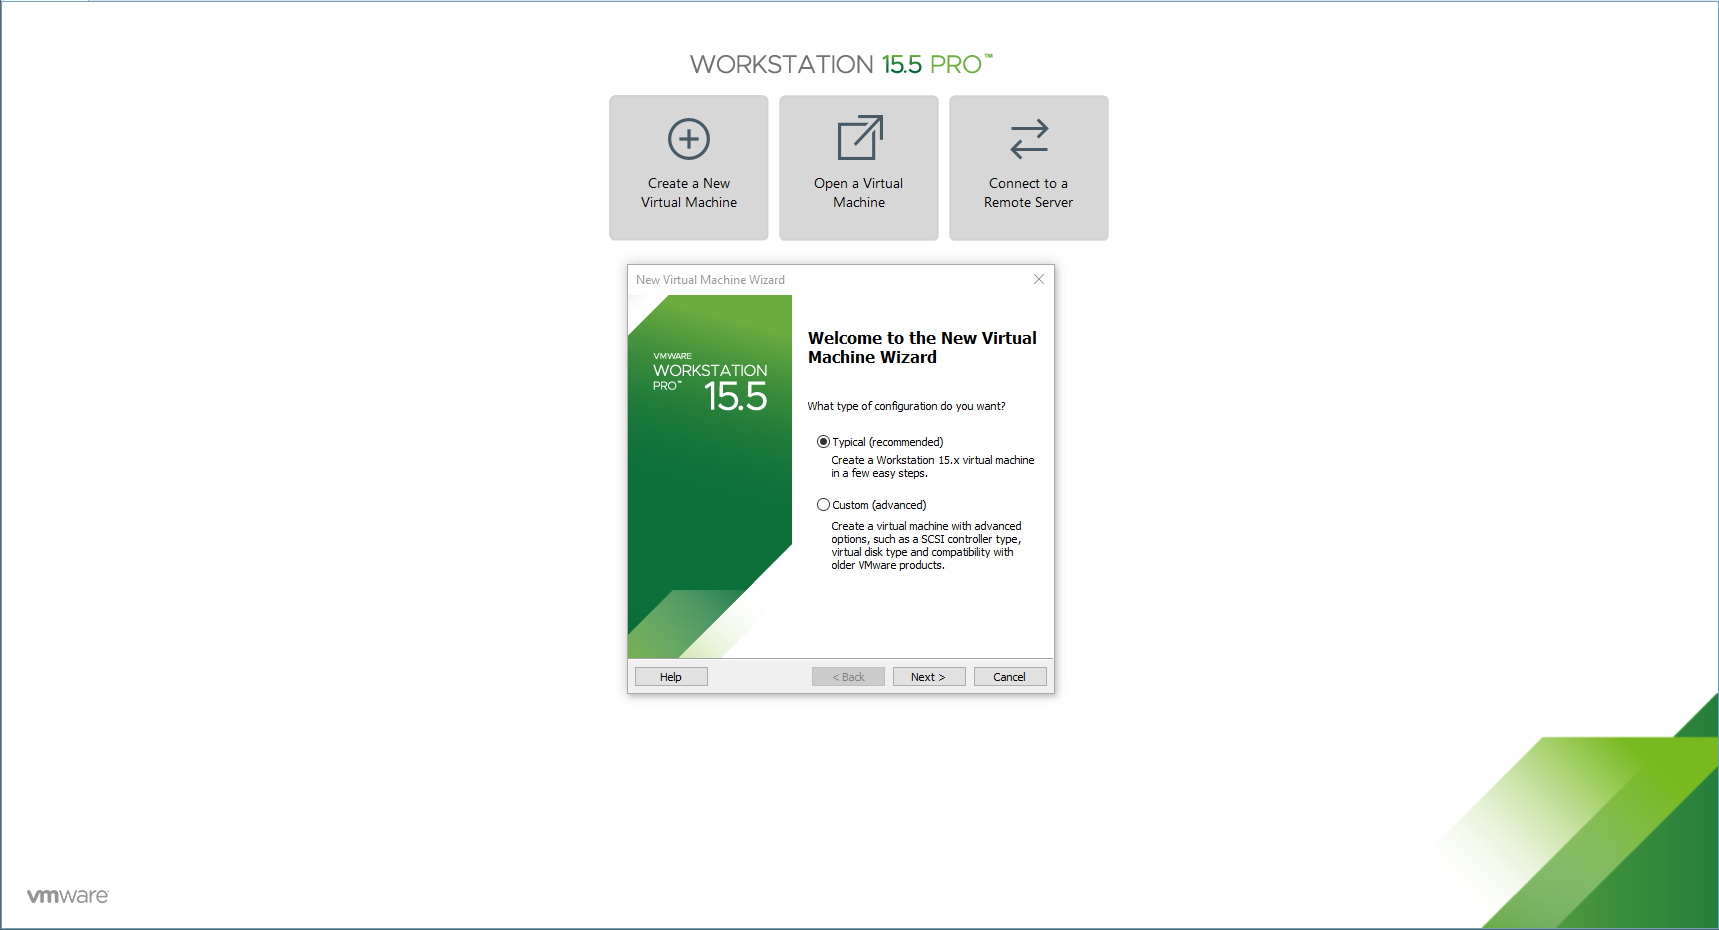 WORKSTATION 15.5 PRO™
Create a New
Virtual Machine
Open a Virtual
Machine
Connect to a
Remote Server
New Virtual Machine Wizard
VMWARE
WORKSTATION
PRO™ 15.5
Welcome to the New Virtual
Machine Wizard
What type of configuration do you want?
Typical (recommended)
Create a Workstation 15.x virtual machine
in a few easy steps.
Custom (advanced)
Create a virtual machine with advanced
options, such as a SCSI controller type,
virtual disk type and compatibility with
older VMware products.
Help
< Back
Next >
Cancel
vmware